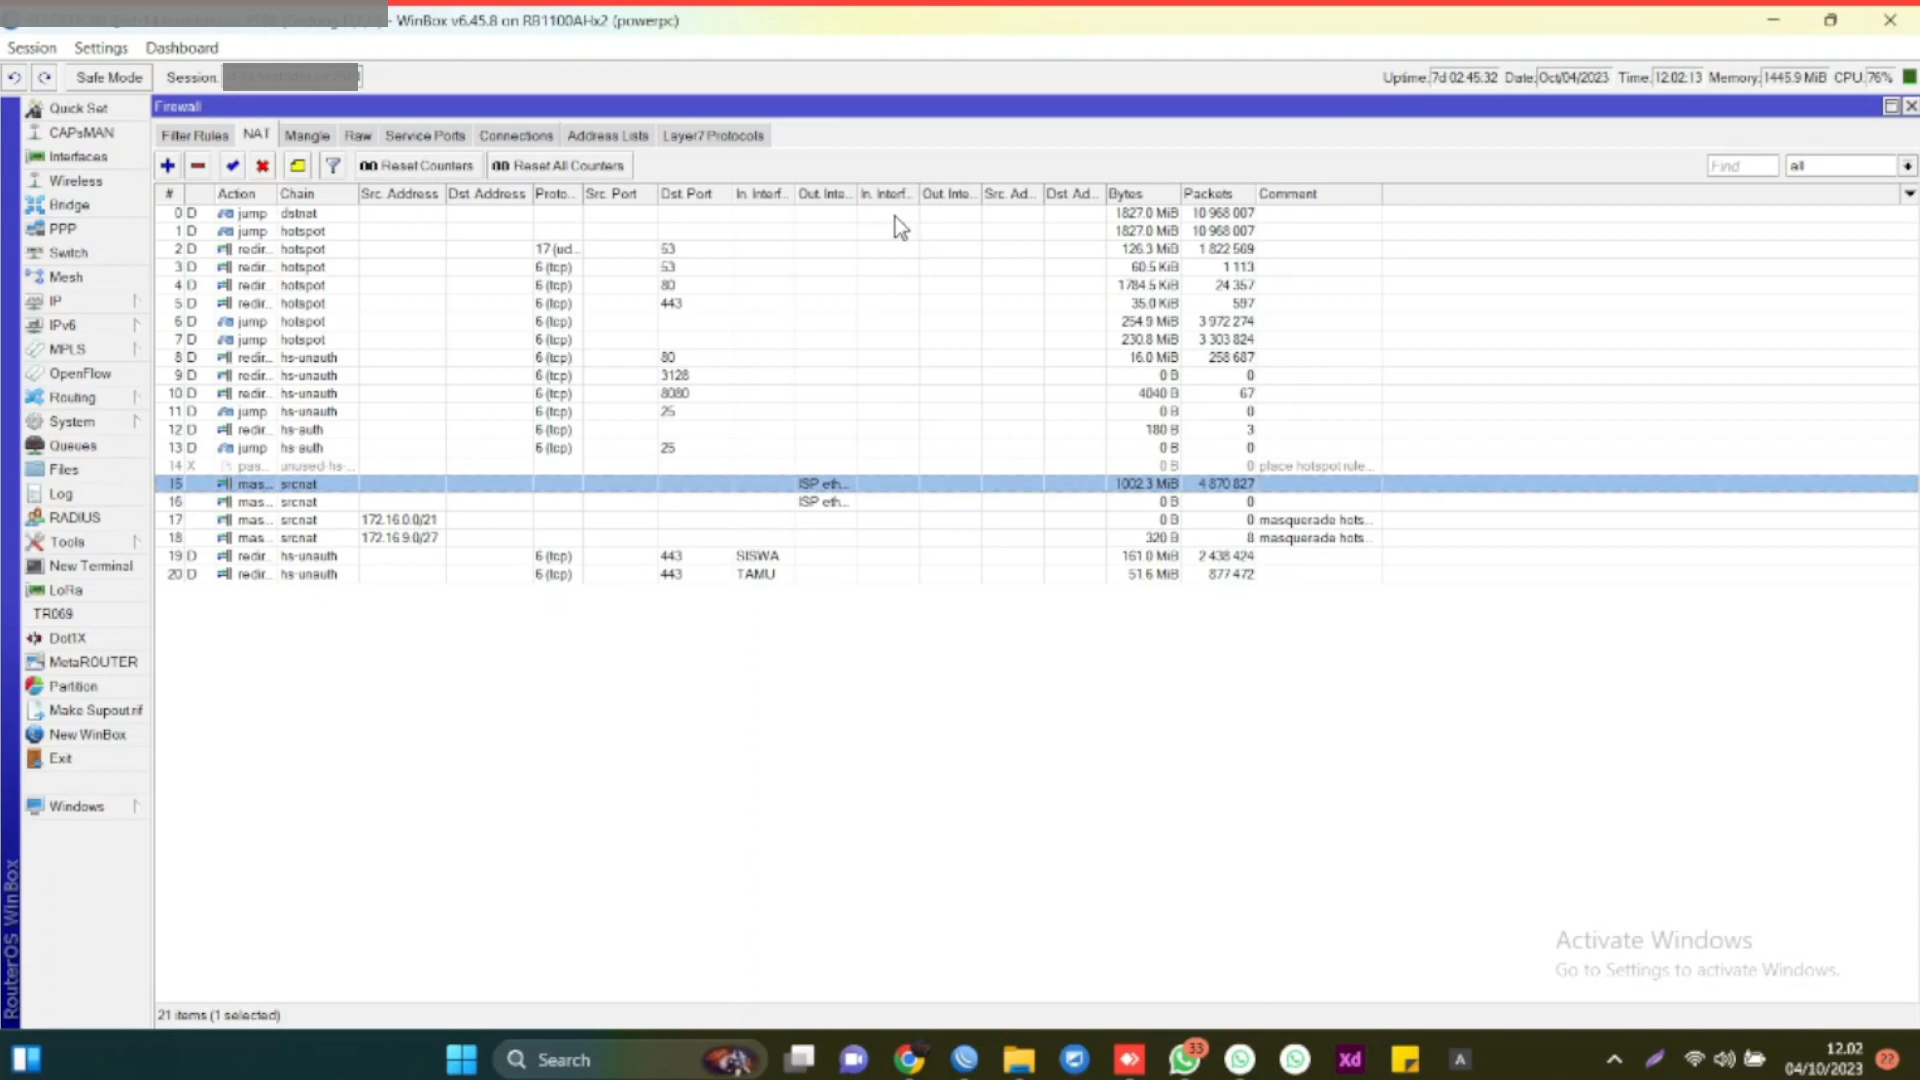 - WinBox v6.45.8 on RB1100AHx2 (powerpc)
Session Settings Dashboard
Safe Mode Session: Uptime: 7d 02:45:32 Date: Oct/04/2023 Time: 12:02:13 Memory: 1445.9 MiB CPU: 76%
Firewall
Filter Rules NAT Mangle Raw Service Ports Connections Address Lists Layer7 Protocols
Reset Counters Reset All Counters Find all
# Action Chain Src. Address Dst. Address Proto... Src. Port Dst. Port In. Interf... Out. Inte... In. Interf... Out. Inte... Src. Ad... Dst. Ad... Bytes Packets Comment
0 D jump dstnat 1827.0 MiB 10 968 007
1 D jump hotspot 1827.0 MiB 10 968 007
2 D redir... hotspot 17 (ud... 53 126.3 MiB 1 822 569
3 D redir... hotspot 6 (tcp) 53 60.5 KiB 1 113
4 D redir... hotspot 6 (tcp) 80 1784.5 KiB 24 357
5 D redir... hotspot 6 (tcp) 443 35.0 KiB 597
6 D jump hotspot 6 (tcp) 254.9 MiB 3 972 274
7 D jump hotspot 6 (tcp) 230.8 MiB 3 303 824
8 D redir... hs-unauth 6 (tcp) 80 16.0 MiB 258 687
9 D redir... hs-unauth 6 (tcp) 3128 0 B 0
10 D redir... hs-unauth 6 (tcp) 8080 4040 B 67
11 D jump hs-unauth 6 (tcp) 25 0 B 0
12 D redir... hs-auth 6 (tcp) 180 B 3
13 D jump hs-auth 6 (tcp) 25 0 B 0
14 X pas... unused-hs-... 0 B 0 place hotspot rule...
15 mas... srcnat ISP eth... 1002.3 MiB 4 870 827
16 mas... srcnat ISP eth... 0 B 0
17 mas... srcnat 172.16.0.0/21 0 B 0 masquerade hots...
18 mas... srcnat 172.16.9.0/27 320 B 8 masquerade hots...
19 D redir... hs-unauth 6 (tcp) 443 SISWA 161.0 MiB 2 438 424
20 D redir... hs-unauth 6 (tcp) 443 TAMU 51.6 MiB 877 472
21 items (1 selected)
Quick Set
CAPsMAN
Interfaces
Wireless
Bridge
PPP
Switch
Mesh
IP
IPv6
MPLS
OpenFlow
Routing
System
Queues
Files
Log
RADIUS
Tools
New Terminal
LoRa
TR069
Dot1X
MetaROUTER
Partition
Make Supout.rif
New WinBox
Exit
Windows
RouterOS WinBox
Activate Windows
Go to Settings to activate Windows.
Search
33
Xd
A
12.02
04/10/2023
22